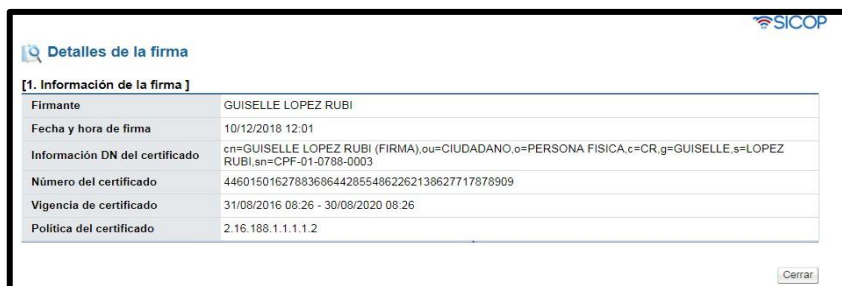 SICOP
Detalles de la firma
[1. Información de la firma ]
Firmante GUISELLE LOPEZ RUBI
Fecha y hora de firma 10/12/2018 12:01
Información DN del certificado cn=GUISELLE LOPEZ RUBI (FIRMA),ou=CIUDADANO,o=PERSONA FISICA,c=CR,g=GUISELLE,s=LOPEZ
RUBI,sn=CPF-01-0788-0003
Número del certificado 446015016278836864428554862262138627717878909
Vigencia de certificado 31/08/2016 08:26 - 30/08/2020 08:26
Política del certificado 2.16.188.1.1.1.1.2
Cerrar